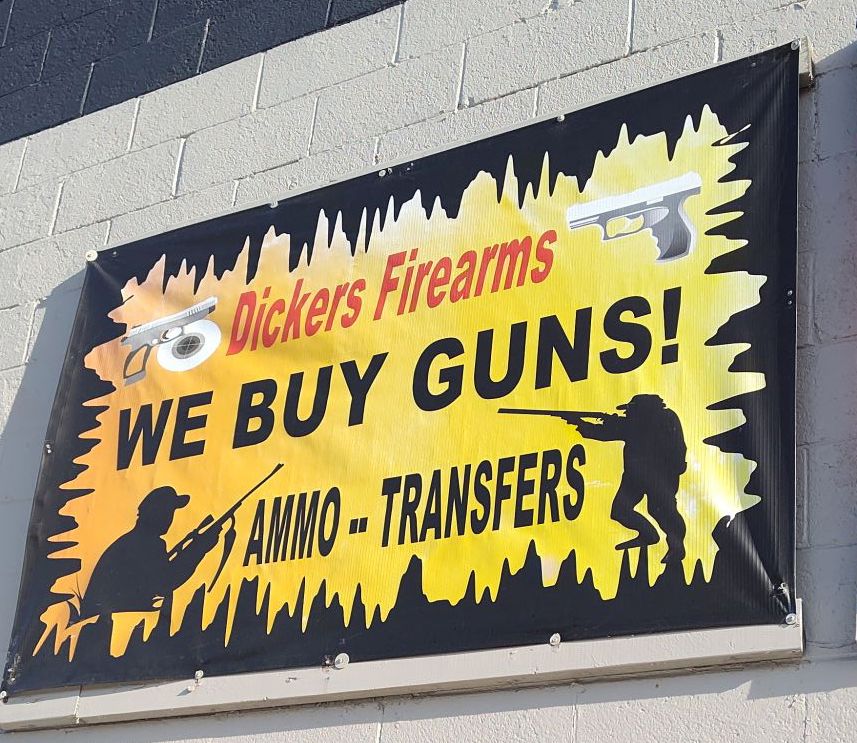 Dickers Firearms
WE BUY GUNS!
AMMO -- TRANSFERS